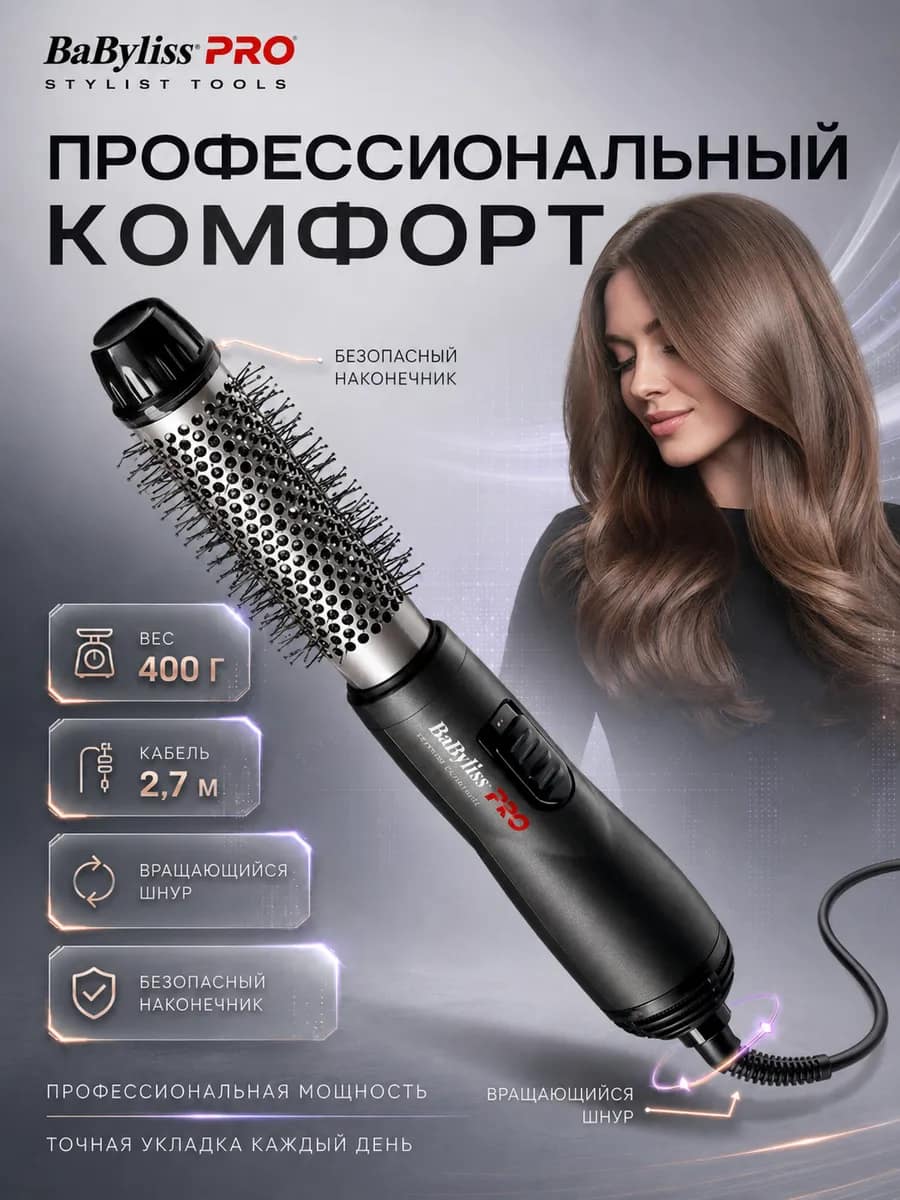 BaByliss PRO
STYLIST TOOLS
ПРОФЕССИОНАЛЬНЫЙ
КОМФОРТ
БЕЗОПАСНЫЙ
НАКОНЕЧНИК
ВЕС
400 Г
КАБЕЛЬ
2,7 м
ВРАЩАЮЩИЙСЯ
ШНУР
БЕЗОПАСНЫЙ
НАКОНЕЧНИК
BaByliss PRO
ПРОФЕССИОНАЛЬНАЯ МОЩНОСТЬ
ТОЧНАЯ УКЛАДКА КАЖДЫЙ ДЕНЬ
ВРАЩАЮЩИЙСЯ
ШНУР